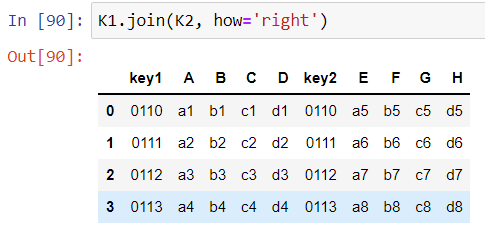 In [90]: K1.join(K2, how='right')
Out[90]:
key1 A B C D key2 E F G H
0 0110 a1 b1 c1 d1 0110 a5 b5 c5 d5
1 0111 a2 b2 c2 d2 0111 a6 b6 c6 d6
2 0112 a3 b3 c3 d3 0112 a7 b7 c7 d7
3 0113 a4 b4 c4 d4 0113 a8 b8 c8 d8